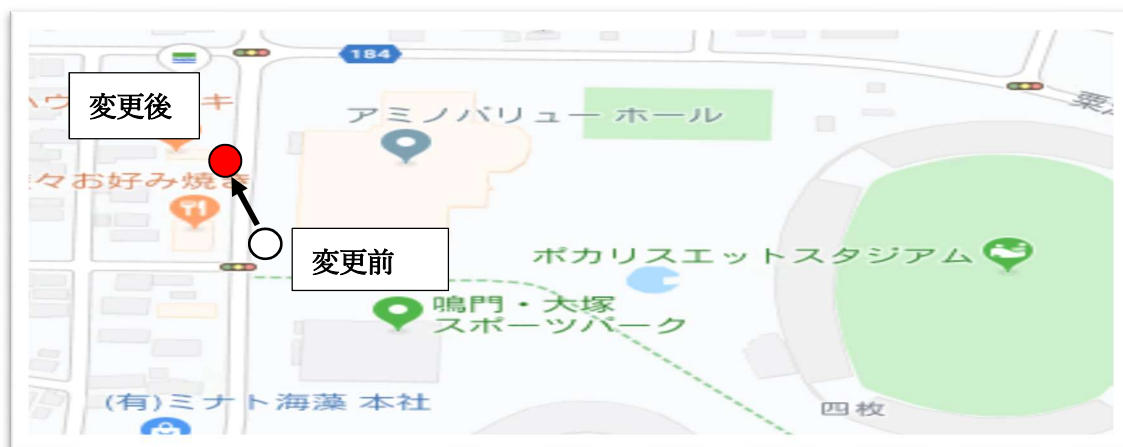 184
変更後
キ
アミノバリュー ホール
粟
々お好み焼き
変更前
ポカリスエットスタジアム
鳴門・大塚
スポーツパーク
(有)ミナト海藻 本社
四枚